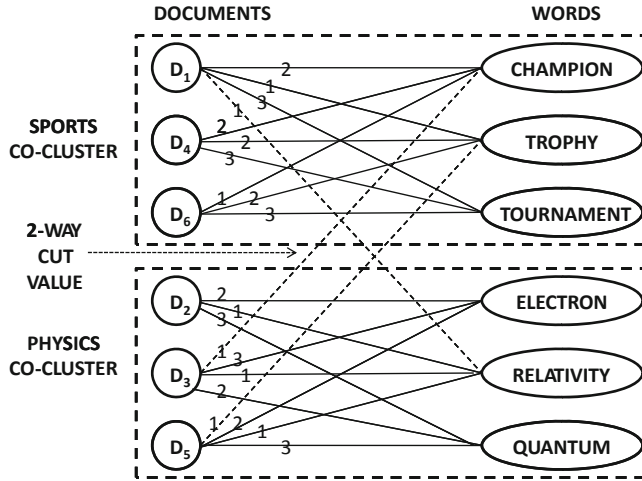 DOCUMENTS WORDS
D1 2 CHAMPION
1
1 3
SPORTS
CO-CLUSTER
D4 2 2 TROPHY
3
D6 1 2 3 TOURNAMENT
2-WAY
CUT
VALUE
D2 2 ELECTRON
3 1
PHYSICS
CO-CLUSTER
D3 1 3 1 RELATIVITY
2
D5 1 2 1 3 QUANTUM